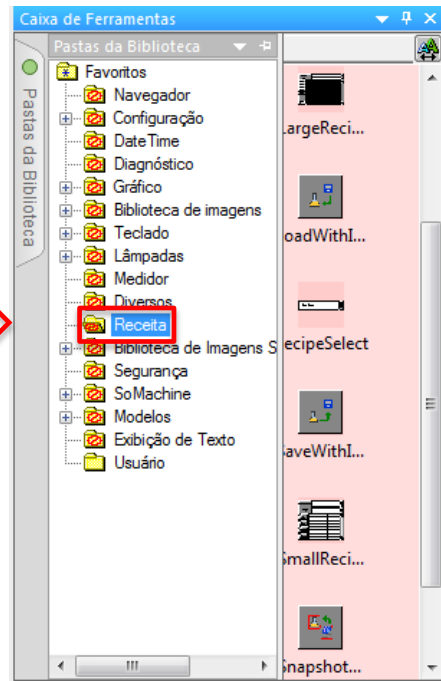 Caixa de Ferramentas
Pastas da Biblioteca
Pastas da Biblioteca
Favoritos
Navegador
Configuração
DateTime
Diagnóstico
Gráfico
Biblioteca de imagens
Teclado
Lâmpadas
Medidor
Diversos
Receita
Biblioteca de Imagens S
Segurança
SoMachine
Modelos
Exibição de Texto
Usuário
LargeReci...
oadWithI...
ecipeSelect
SaveWithI...
SmallReci...
Snapshot...